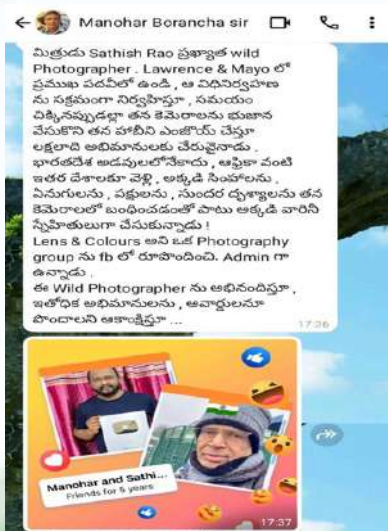 Manohar Borancha sir
మిత్రుడు Sathish Rao ప్రఖ్యాత wild
Photographer . Lawrence & Mayo లో
ప్రముఖ పదవిలో ఉండి , ఆ విధినిర్వహణ
ను సక్రమంగా నిర్వహిస్తూ , సమయం
చిక్కినప్పుడల్లా తన కెమెరాలను భుజాన
వేసుకొని తన హాబీని ఎంజొయ్ చేస్తూ
లక్షలాది అభిమానులకు చేరువైనాడు .
భారతదేశ అడవులలోనేకాదు , ఆఫ్రికా వంటి
ఇతర దేశాలకూ వెళ్లి , అక్కడి సింహాలను ,
ఏనుగులను , పక్షులను , సుందర దృశ్యాలను తన
కెమెరాలలో బంధించడంతో పాటు అక్కడి వారినీ
స్నేహితులుగా చేసుకున్నాడు !
Lens & Colours అని ఒక Photography
group ను fb లో రూపొందించి. Admin గా
ఉన్నాడు .
ఈ Wild Photographer ను అభినందిస్తూ ,
ఇతోధిక అభిమానులను , అవార్డులనూ
పొందాలని ఆకాంక్షిస్తూ ...
17:36
Manohar and Sathi...
Friends for 5 years
17:37